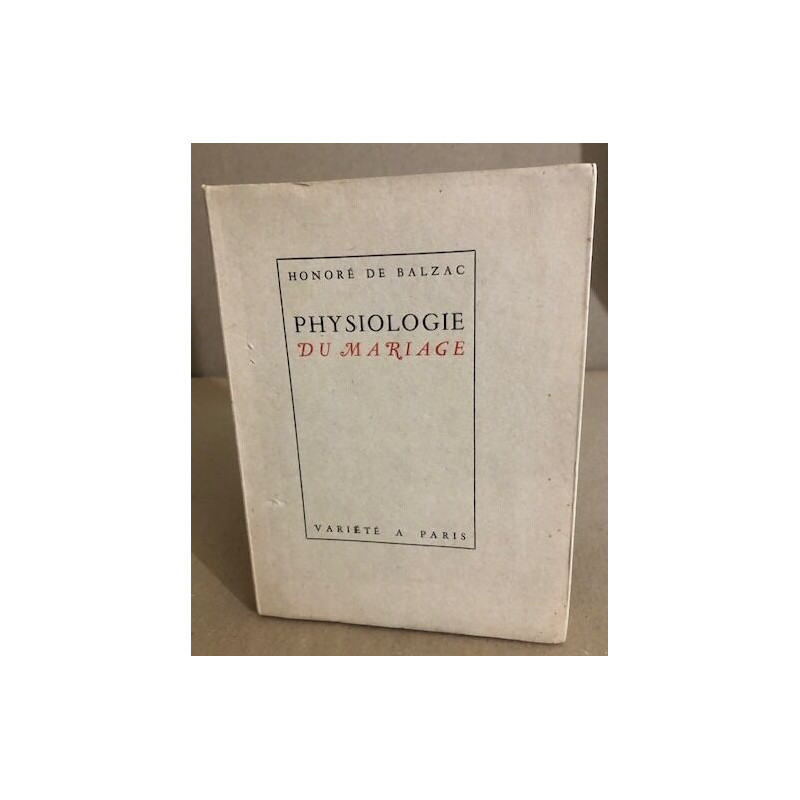 HONORÉ DE BALZAC
PHYSIOLOGIE
DU MARIAGE
VARIÉTÉ A PARIS